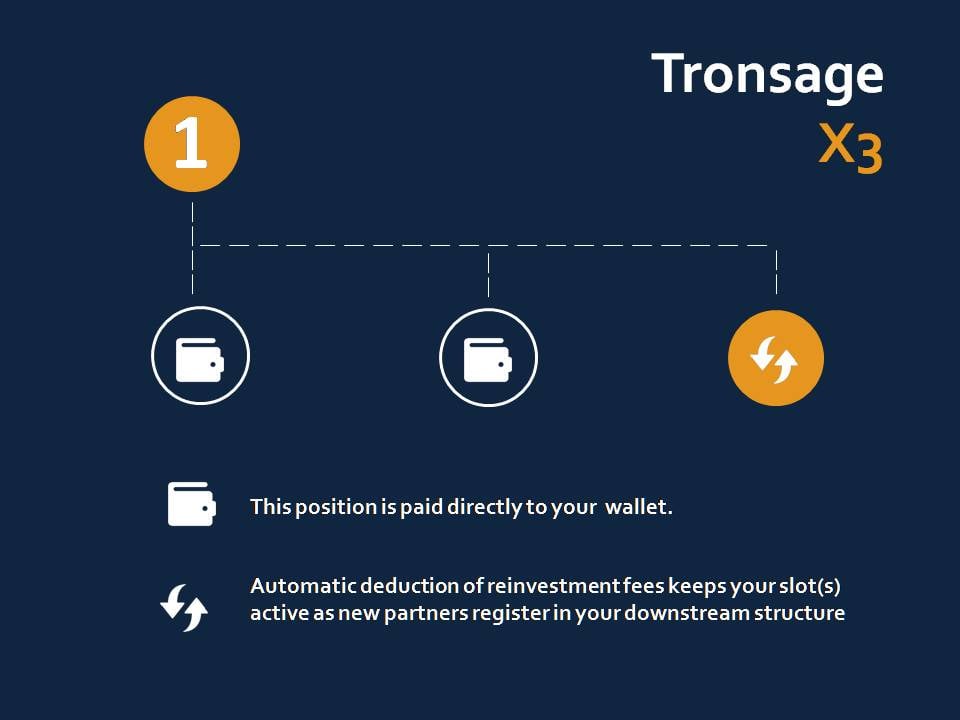 Tronsage
X3
1
This position is paid directly to your  wallet.
Automatic deduction of reinvestment fees keeps your slot(s)
active as new partners register in your downstream structure